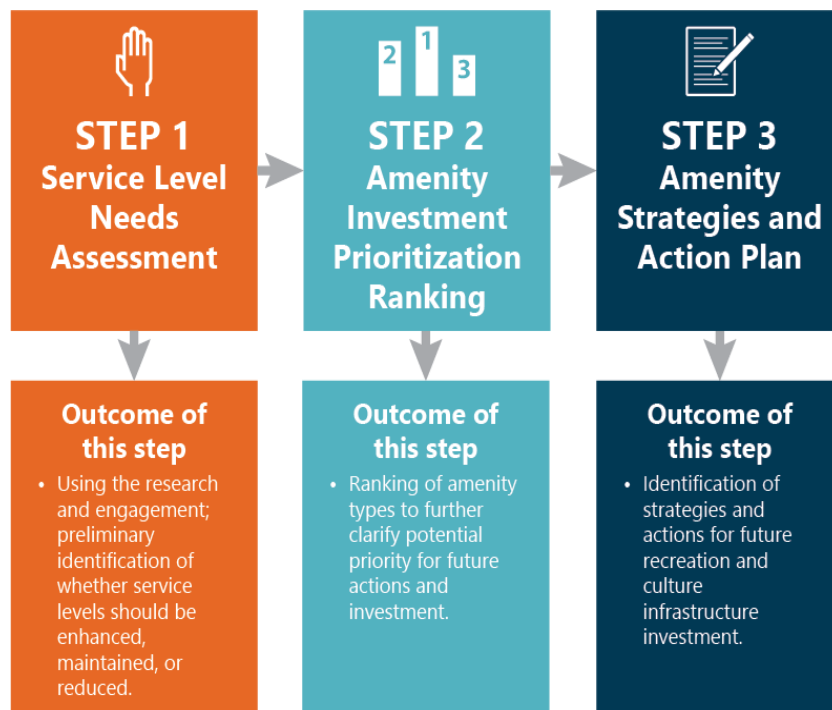 STEP 1
Service Level
Needs
Assessment
2
1
3
STEP 2
Amenity
Investment
Prioritization
Ranking
STEP 3
Amenity
Strategies and
Action Plan
Outcome of
this step
• Using the research
and engagement;
preliminary
identification of
whether service
levels should be
enhanced,
maintained, or
reduced.
Outcome of
this step
• Ranking of amenity
types to further
clarify potential
priority for future
actions and
investment.
Outcome of
this step
• Identification of
strategies and
actions for future
recreation and
culture
infrastructure
investment.